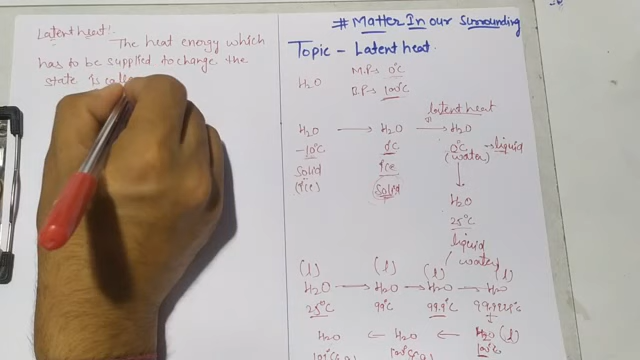 Latent heat:
The heat energy which
has to be supplied to change the
state is calle
# Matter In our Surrounding
Topic - Latent heat.
H₂O M.P → 0°C
B.P → 100°C
latent heat
H₂O → H₂O → H₂O
-10°C 0°C 0°C → liquid
Solid Ice (water)
(Ice) Solid
H₂O
25°C
liquid
(water)
(l) (l) (l) (l)
H₂O → H₂O → H₂O → H₂O
25°C 99°C 99.9°C
H₂O ← H₂O ← H₂O (l)
100°C